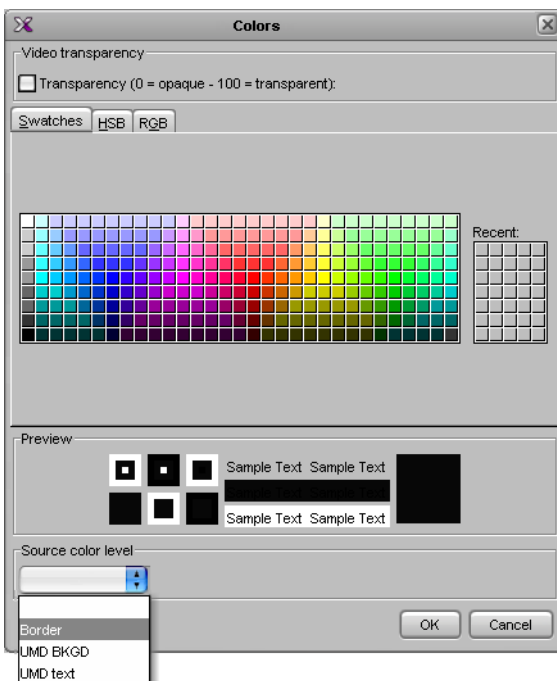 Colors
Video transparency
Transparency (0 = opaque - 100 = transparent):
Swatches HSB RGB
Recent:
Preview
Sample Text Sample Text
Sample Text Sample Text
Source color level
Border
UMD BKGD
UMD text
OK Cancel